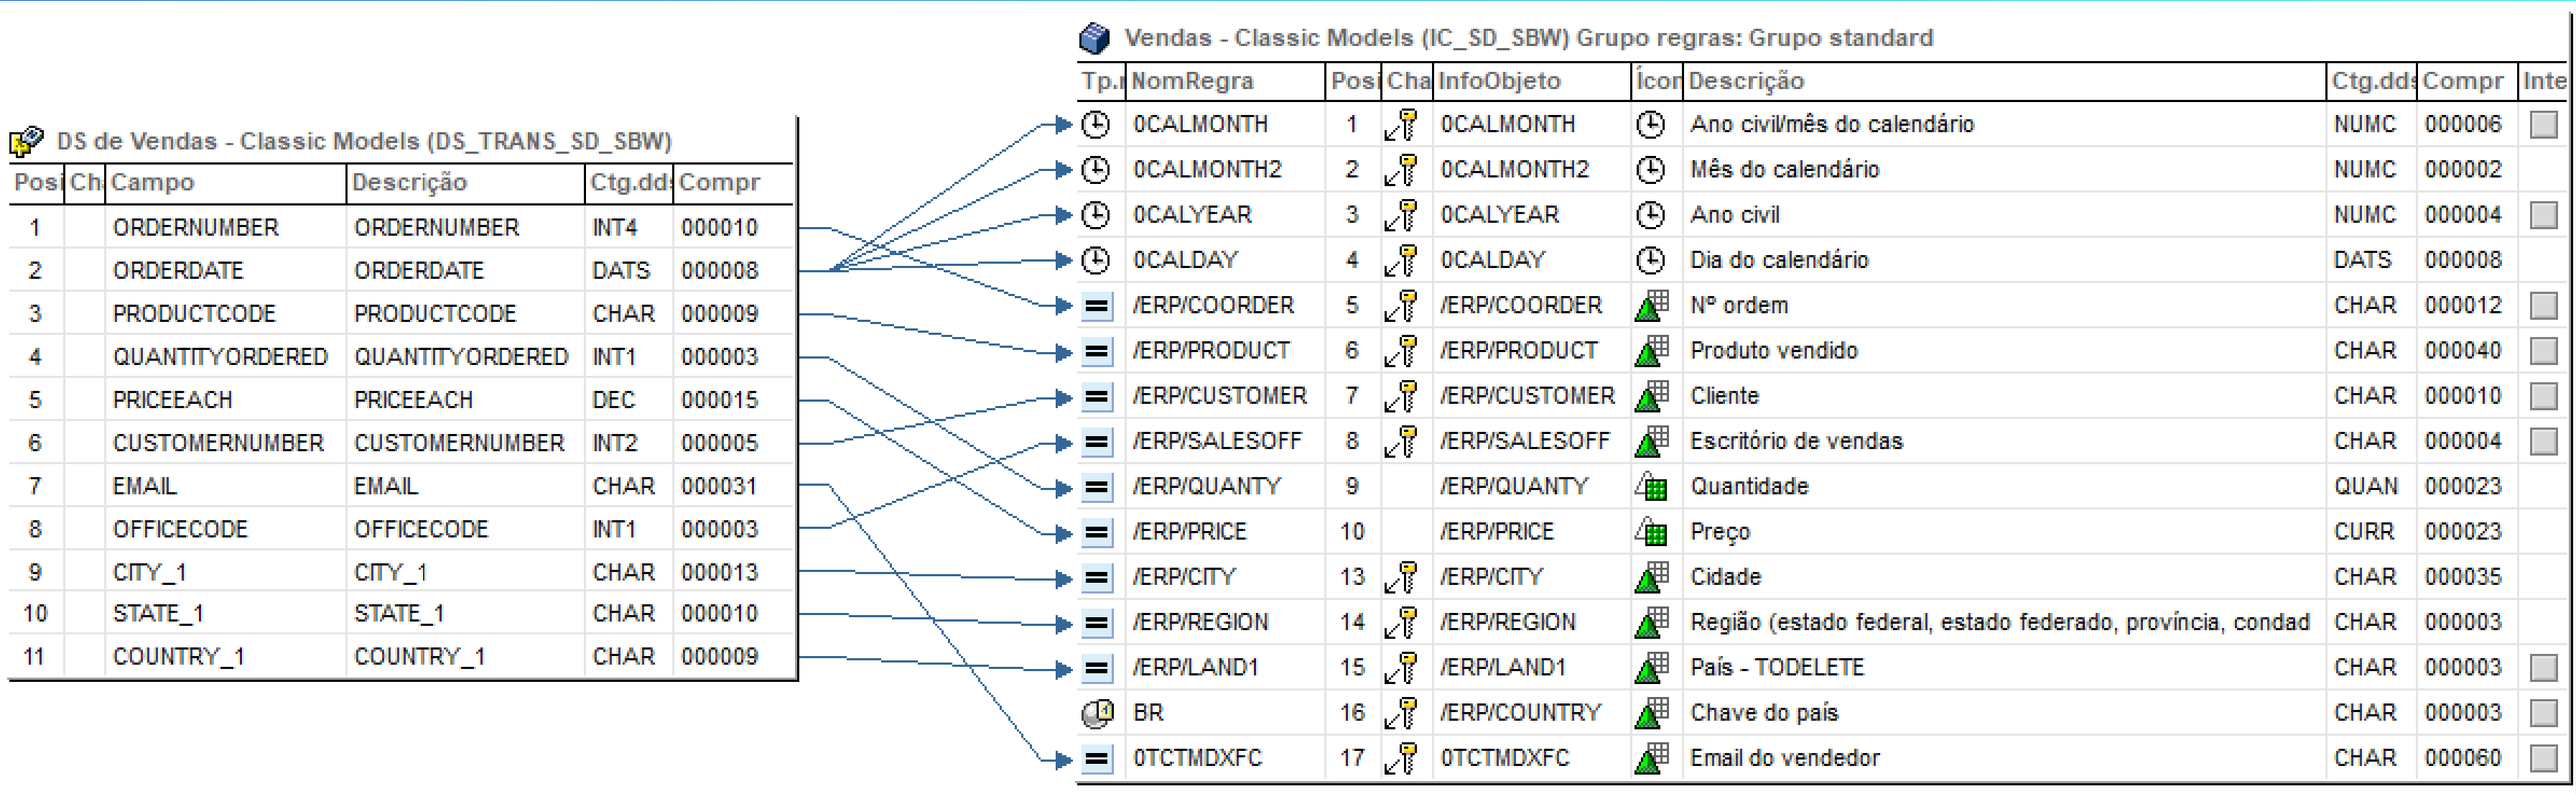 DS de Vendas - Classic Models (DS_TRANS_SD_SBW)
Posi Ch Campo Descrição Ctg.dd Compr
1 ORDERNUMBER ORDERNUMBER INT4 000010
2 ORDERDATE ORDERDATE DATS 000008
3 PRODUCTCODE PRODUCTCODE CHAR 000009
4 QUANTITYORDERED QUANTITYORDERED INT1 000003
5 PRICEEACH PRICEEACH DEC 000015
6 CUSTOMERNUMBER CUSTOMERNUMBER INT2 000005
7 EMAIL EMAIL CHAR 000031
8 OFFICECODE OFFICECODE INT1 000003
9 CITY_1 CITY_1 CHAR 000013
10 STATE_1 STATE_1 CHAR 000010
11 COUNTRY_1 COUNTRY_1 CHAR 000009
Vendas - Classic Models (IC_SD_SBW) Grupo regras: Grupo standard
Tp.r NomRegra Posi Cha InfoObjeto Ícor Descrição Ctg.dds Compr Inte
0CALMONTH 1 0CALMONTH Ano civil/mês do calendário NUMC 000006
0CALMONTH2 2 0CALMONTH2 Mês do calendário NUMC 000002
0CALYEAR 3 0CALYEAR Ano civil NUMC 000004
0CALDAY 4 0CALDAY Dia do calendário DATS 000008
/ERP/COORDER 5 /ERP/COORDER Nº ordem CHAR 000012
/ERP/PRODUCT 6 /ERP/PRODUCT Produto vendido CHAR 000040
/ERP/CUSTOMER 7 /ERP/CUSTOMER Cliente CHAR 000010
/ERP/SALESOFF 8 /ERP/SALESOFF Escritório de vendas CHAR 000004
/ERP/QUANTY 9 /ERP/QUANTY Quantidade QUAN 000023
/ERP/PRICE 10 /ERP/PRICE Preço CURR 000023
/ERP/CITY 13 /ERP/CITY Cidade CHAR 000035
/ERP/REGION 14 /ERP/REGION Região (estado federal, estado federado, província, condad CHAR 000003
/ERP/LAND1 15 /ERP/LAND1 País - TODELETE CHAR 000003
BR 16 /ERP/COUNTRY Chave do país CHAR 000003
0TCTMDXFC 17 0TCTMDXFC Email do vendedor CHAR 000060